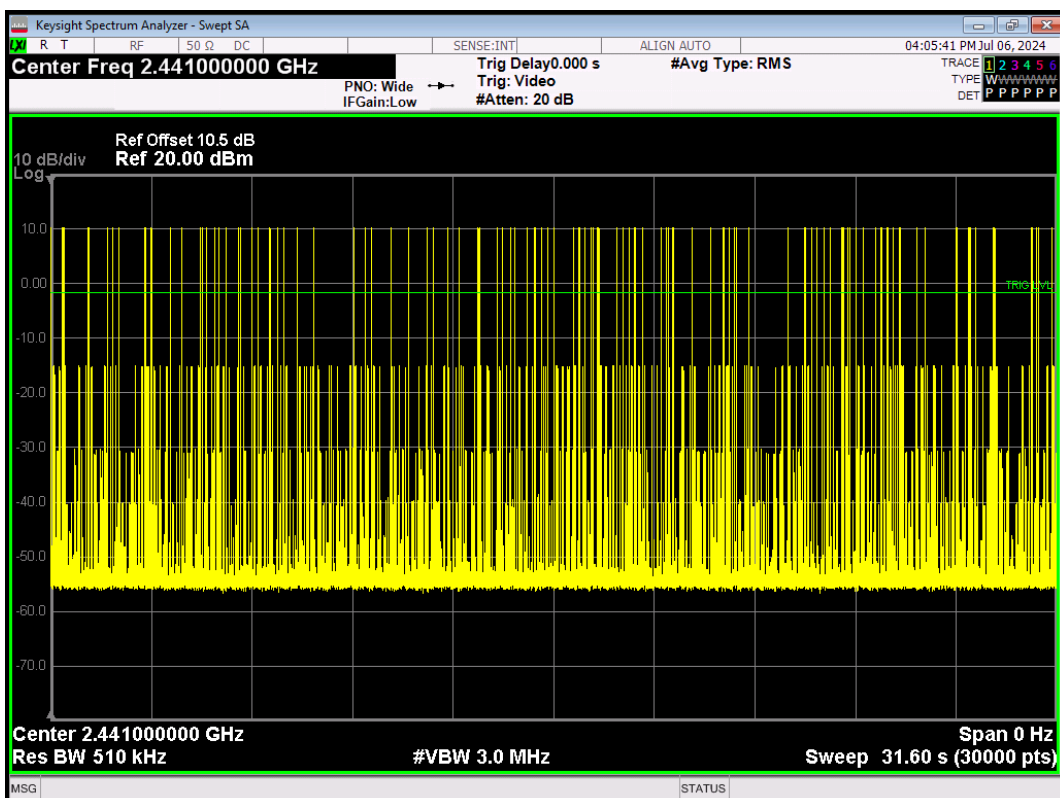 Keysight Spectrum Analyzer - Swept SA
LXI R T RF 50 Ω DC SENSE:INT ALIGN AUTO 04:05:41 PM Jul 06, 2024
Center Freq 2.441000000 GHz
PNO: Wide
IFGain:Low
Trig Delay0.000 s
Trig: Video
#Atten: 20 dB
#Avg Type: RMS
TRACE 1 2 3 4 5 6
TYPE WWWWWW
DET P P P P P P
Ref Offset 10.5 dB
10 dB/div Ref 20.00 dBm
Log
10.0
0.00
TRIG LVL
-10.0
-20.0
-30.0
-40.0
-50.0
-60.0
-70.0
Center 2.441000000 GHz Span 0 Hz
Res BW 510 kHz #VBW 3.0 MHz Sweep 31.60 s (30000 pts)
MSG STATUS